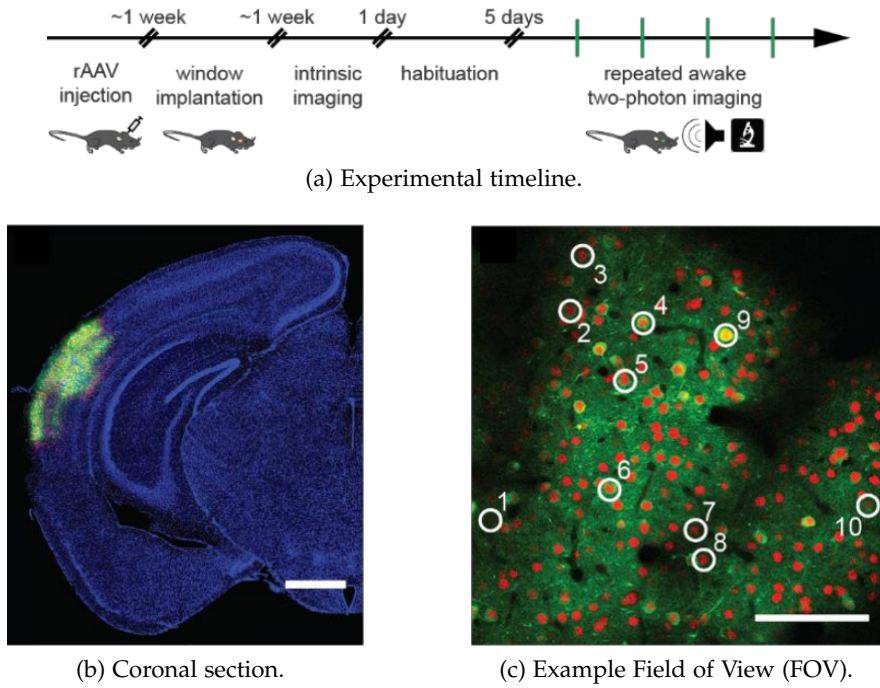 ~1 week ~1 week 1 day 5 days
rAAV injection
window implantation
intrinsic imaging
habituation
repeated awake two-photon imaging
(a) Experimental timeline.
3
4
9
2
5
6
1
7
10
8
(b) Coronal section.
(c) Example Field of View (FOV).